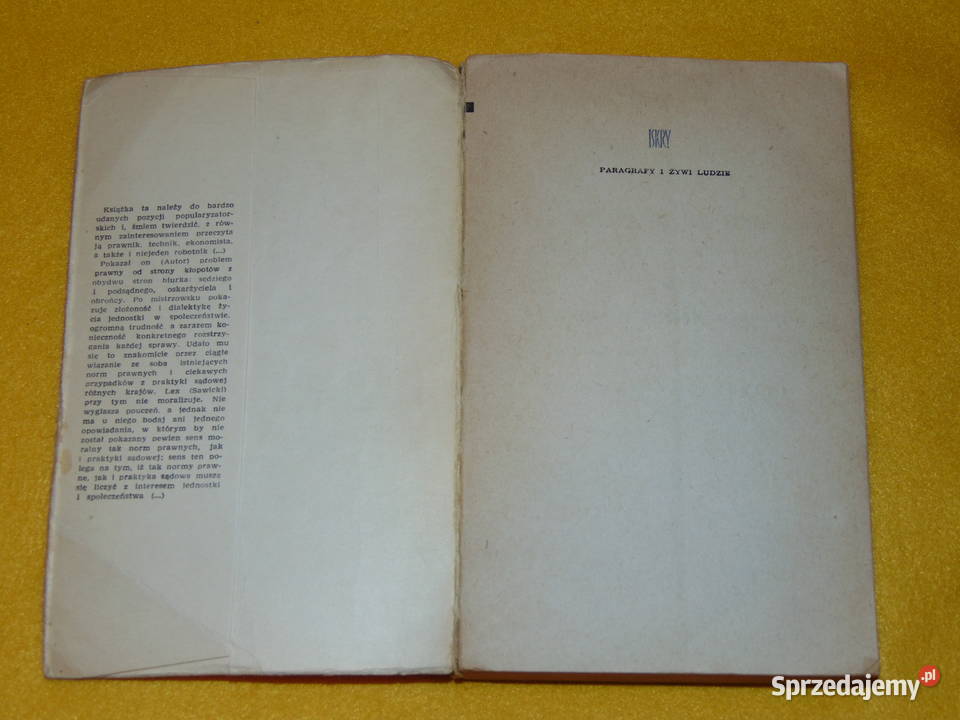 Książka ta należy do bardzo
udanych pozycji popularyzator-
skich i, śmiem twierdzić, z rów-
nym zainteresowaniem przeczyta
ją prawnik, technik, ekonomista,
a także i niejeden robotnik (...)
Pokazał on (Autor) problem
prawny od strony kłopotów z
obydwu stron biurka: sędziego
i podsądnego, oskarżyciela i
obrońcy. Po mistrzowsku poka-
zuje złożoność i dialektykę ży-
cia jednostki w społeczeństwie,
ogromną trudność a zarazem ko-
nieczność konkretnego rozstrzy-
gania każdej sprawy. Udało mu
się to znakomicie przez ciągłe
wiązanie ze sobą istniejących
norm prawnych i ciekawych
przypadków z praktyki sądowej
różnych krajów. Lex (Sawicki)
przy tym nie moralizuje. Nie
wygłasza pouczeń, a jednak nie
ma u niego bodaj ani jednego
opowiadania, w którym by nie
został pokazany pewien sens mo-
ralny tak norm prawnych, jak
i praktyki sądowej; sens ten po-
lega na tym, iż tak normy praw-
ne, jak i praktyka sądowa muszą
się liczyć z interesem jednostki
i społeczeństwa (...)
ISKRY
PARAGRAFY I ŻYWI LUDZIE
Sprzedajemy.pl